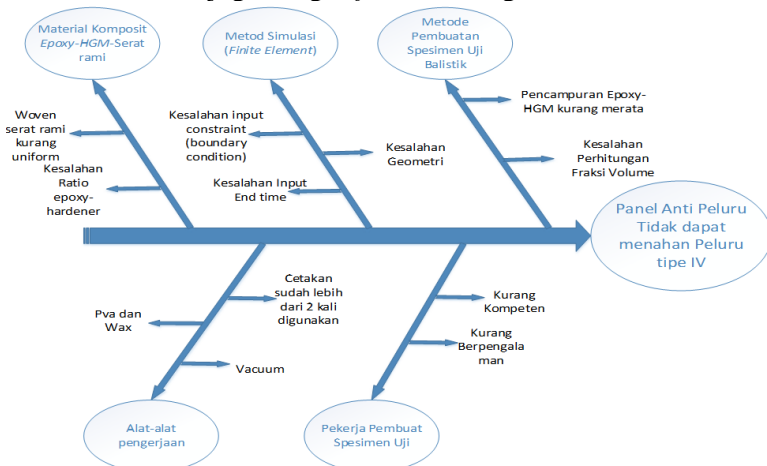 Material Komposit
Epoxy-HGM-Serat
rami
Metod Simulasi
(Finite Element)
Metode
Pembuatan
Spesimen Uji
Balistik
Woven
serat rami
kurang
uniform
Kesalahan
Ratio
epoxy-
hardener
Kesalahan input
constraint
(boundary
condition)
Kesalahan Input
End time
Kesalahan
Geometri
Pencampuran Epoxy-
HGM kurang merata
Kesalahan
Perhitungan
Fraksi Volume
Panel Anti Peluru
Tidak dapat
menahan Peluru
tipe IV
Pva dan
Wax
Cetakan
sudah lebih
dari 2 kali
digunakan
Vacuum
Kurang
Kompeten
Kurang
Berpengala
man
Alat-alat
pengerjaan
Pekerja Pembuat
Spesimen Uji